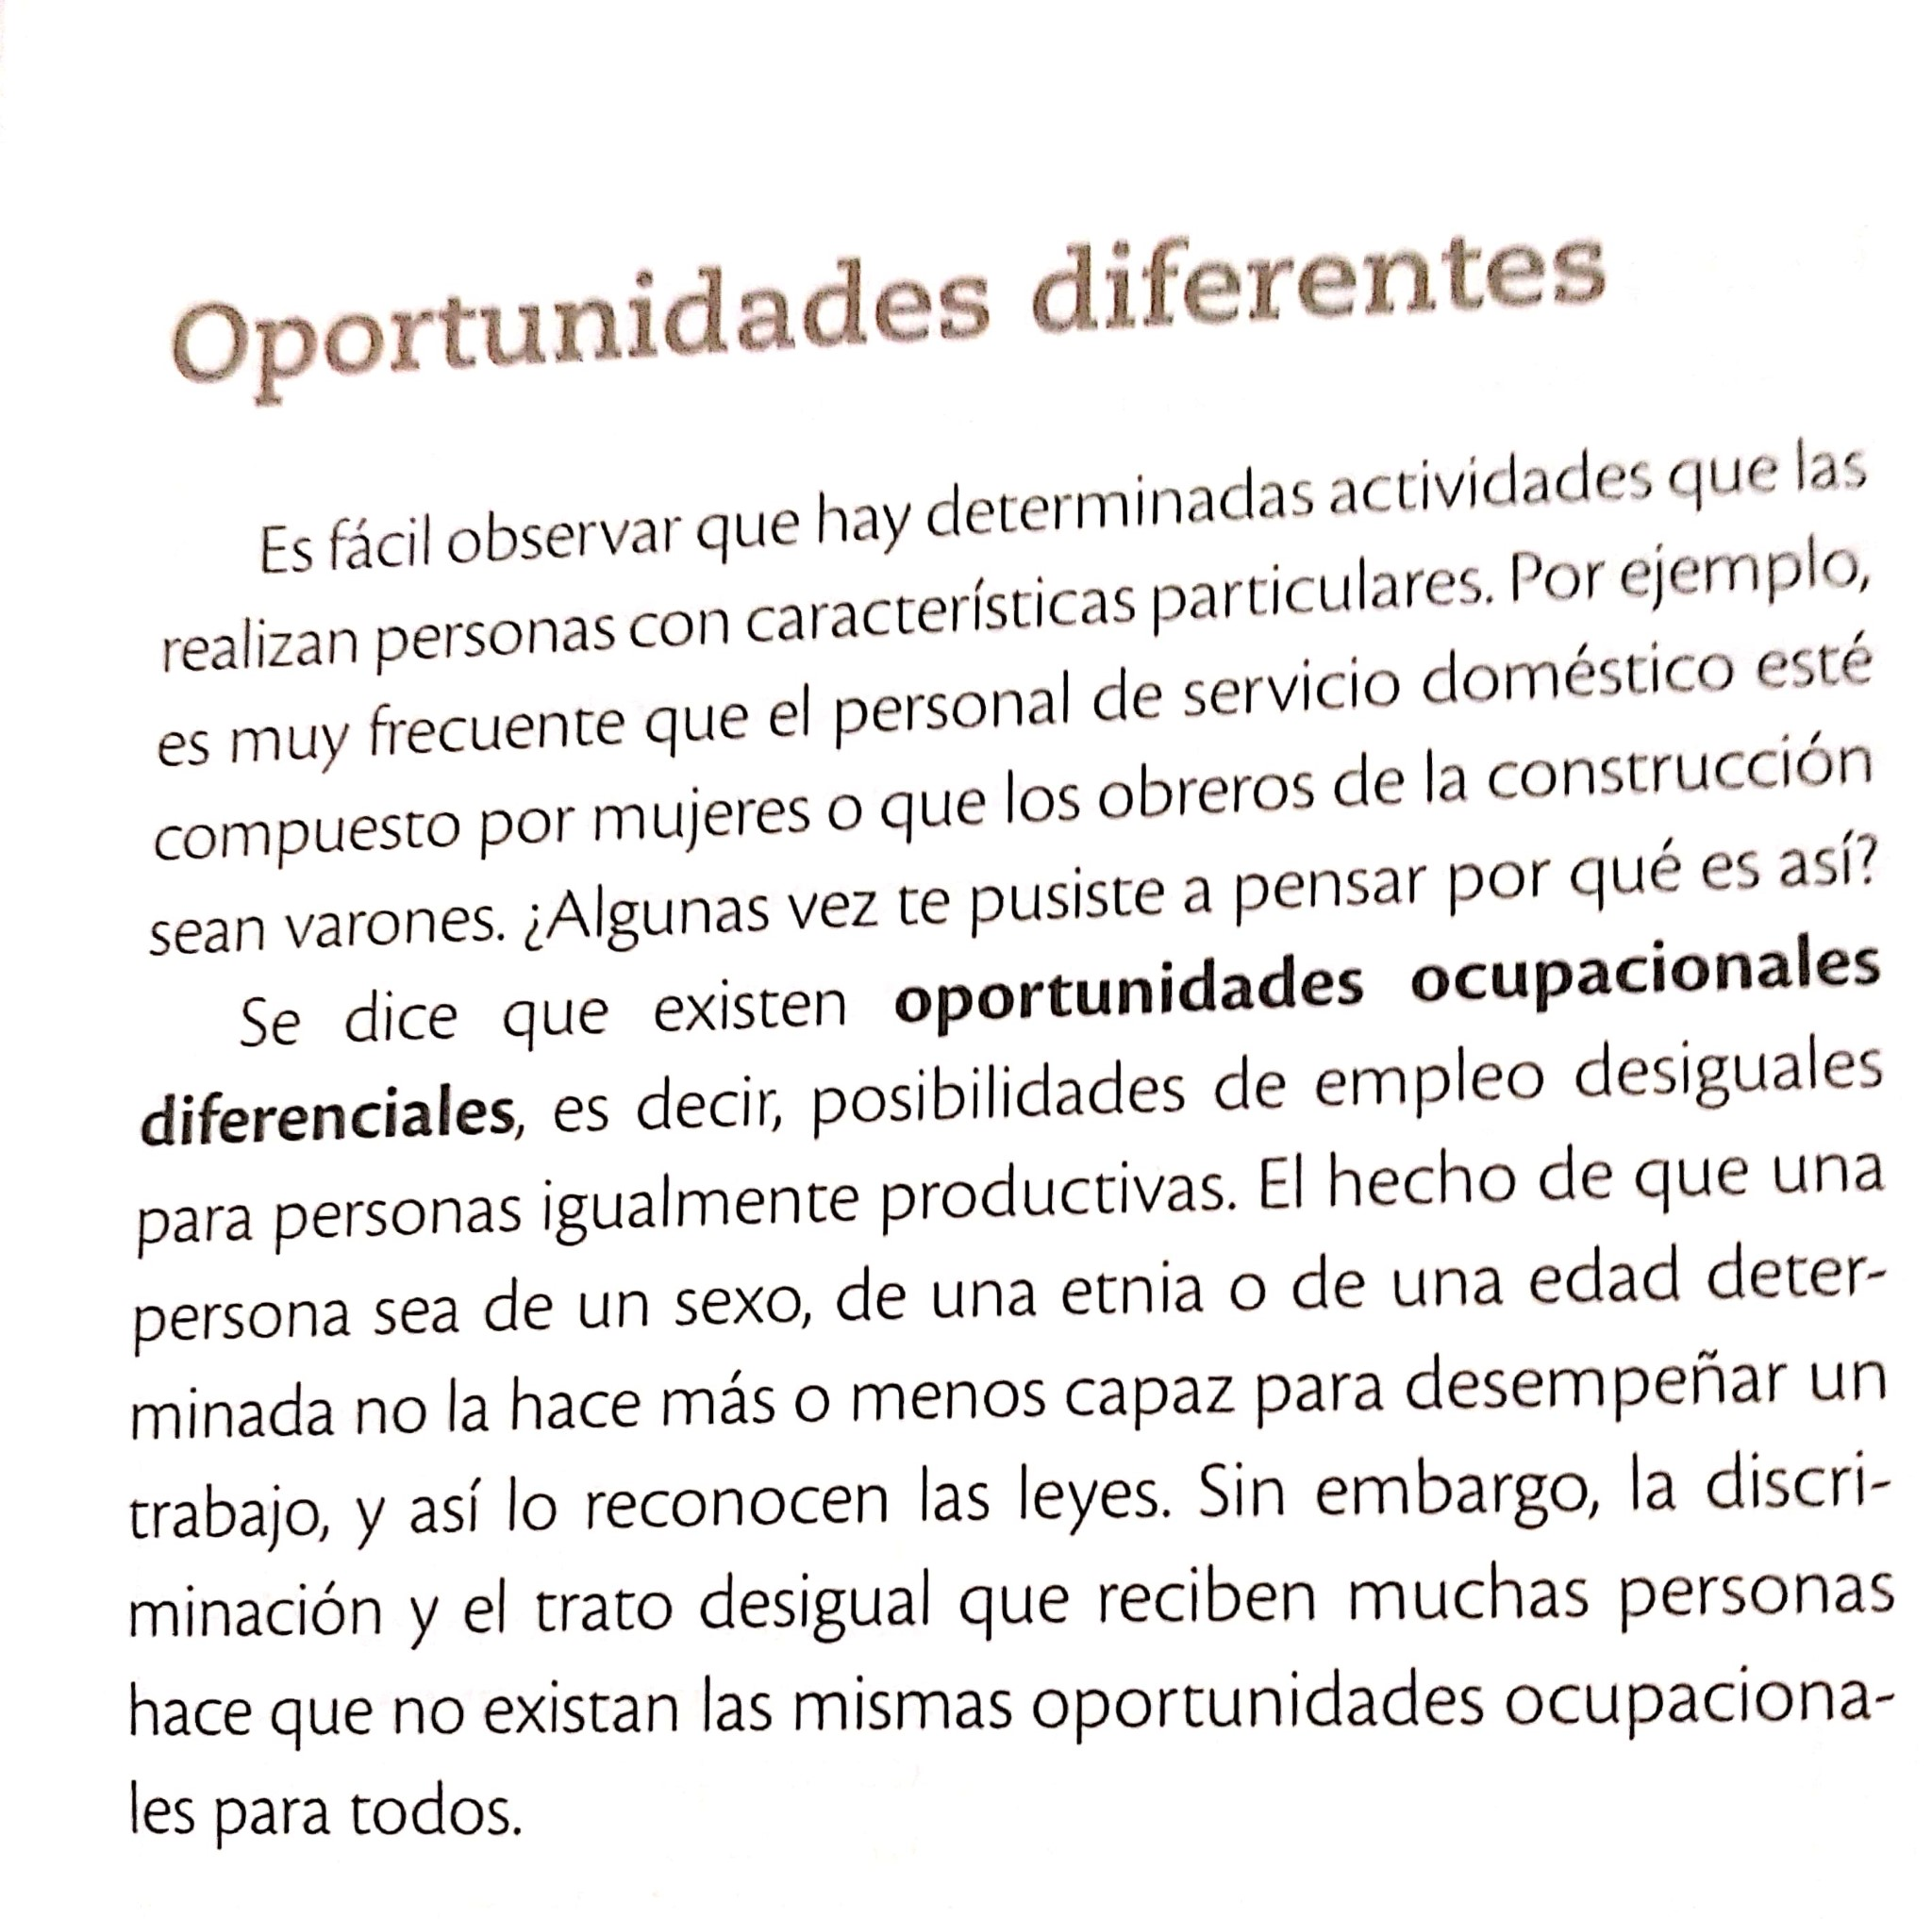 Oportunidades diferentes
Es fácil observar que hay determinadas actividades que las
realizan personas con características particulares. Por ejemplo,
es muy frecuente que el personal de servicio doméstico esté
compuesto por mujeres o que los obreros de la construcción
sean varones. ¿Algunas vez te pusiste a pensar por qué es así?
Se dice que existen oportunidades ocupacionales
diferenciales, es decir, posibilidades de empleo desiguales
para personas igualmente productivas. El hecho de que una
persona sea de un sexo, de una etnia o de una edad deter-
minada no la hace más o menos capaz para desempeñar un
trabajo, y así lo reconocen las leyes. Sin embargo, la discri-
minación y el trato desigual que reciben muchas personas
hace que no existan las mismas oportunidades ocupaciona-
les para todos.